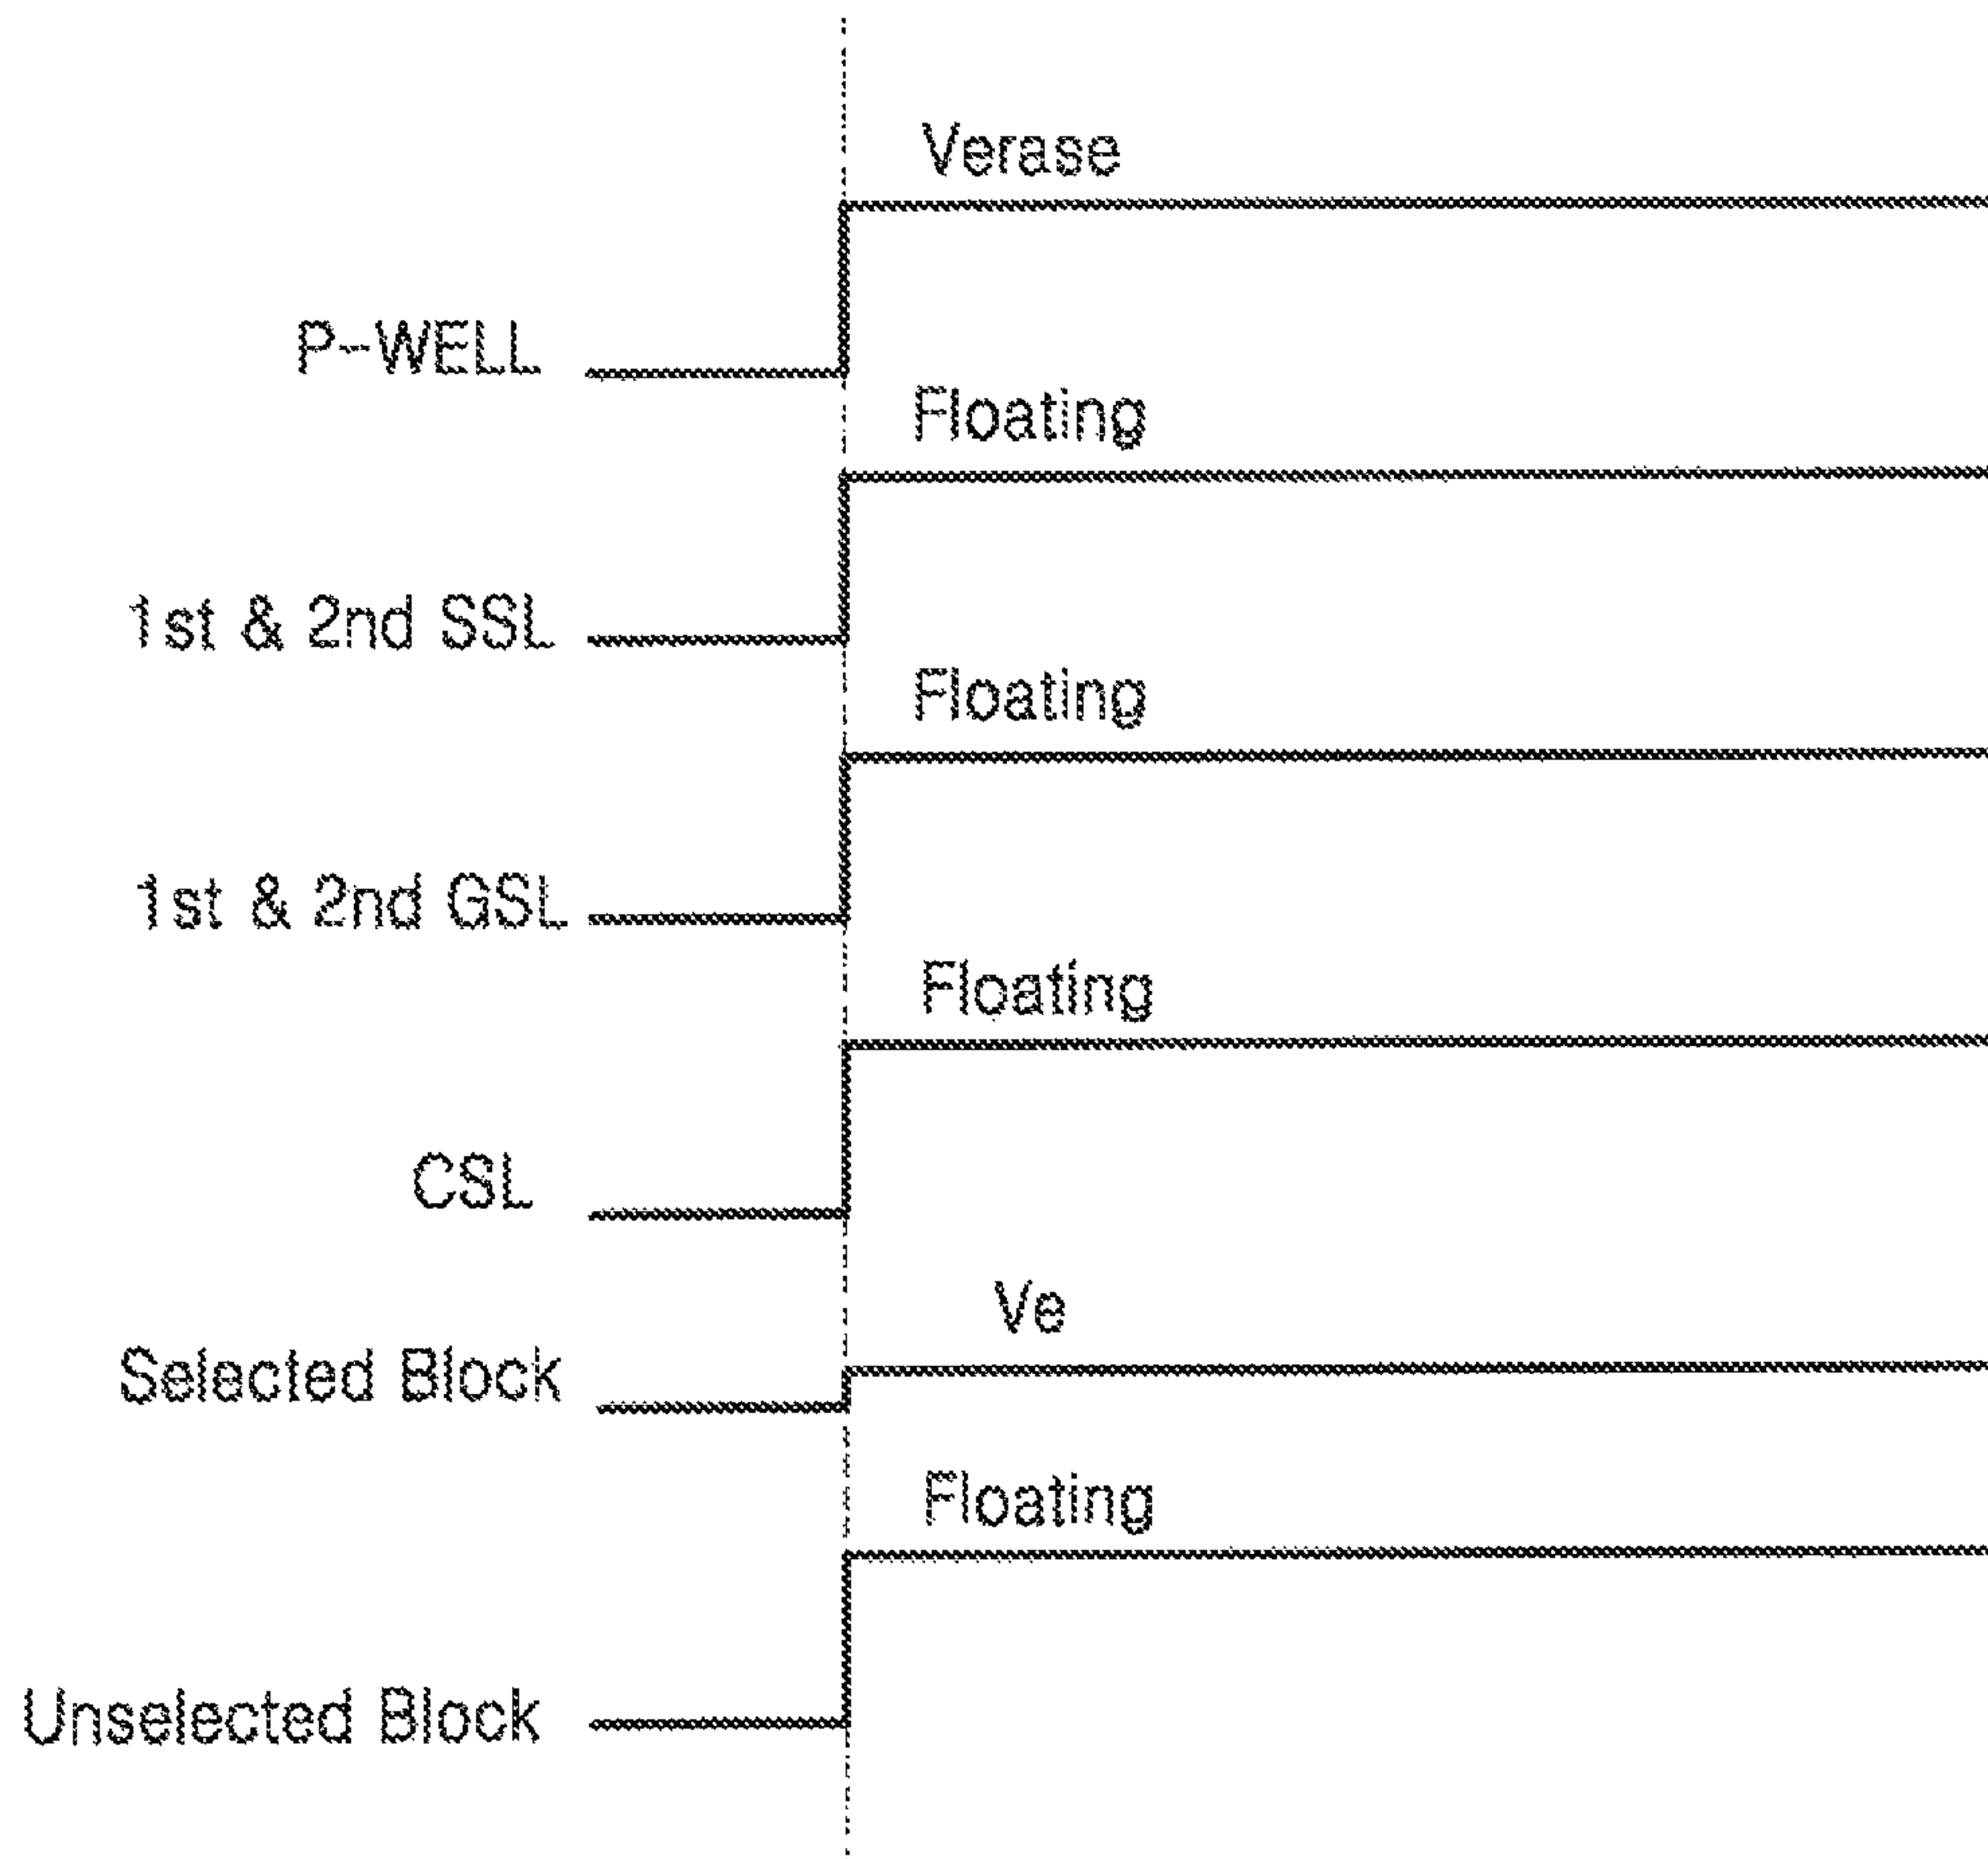 Verase
P-WELL
Floating
1st & 2nd SSL
Floating
1st & 2nd GSL
Floating
CSL
Ve
Selected Block
Floating
Unselected Block